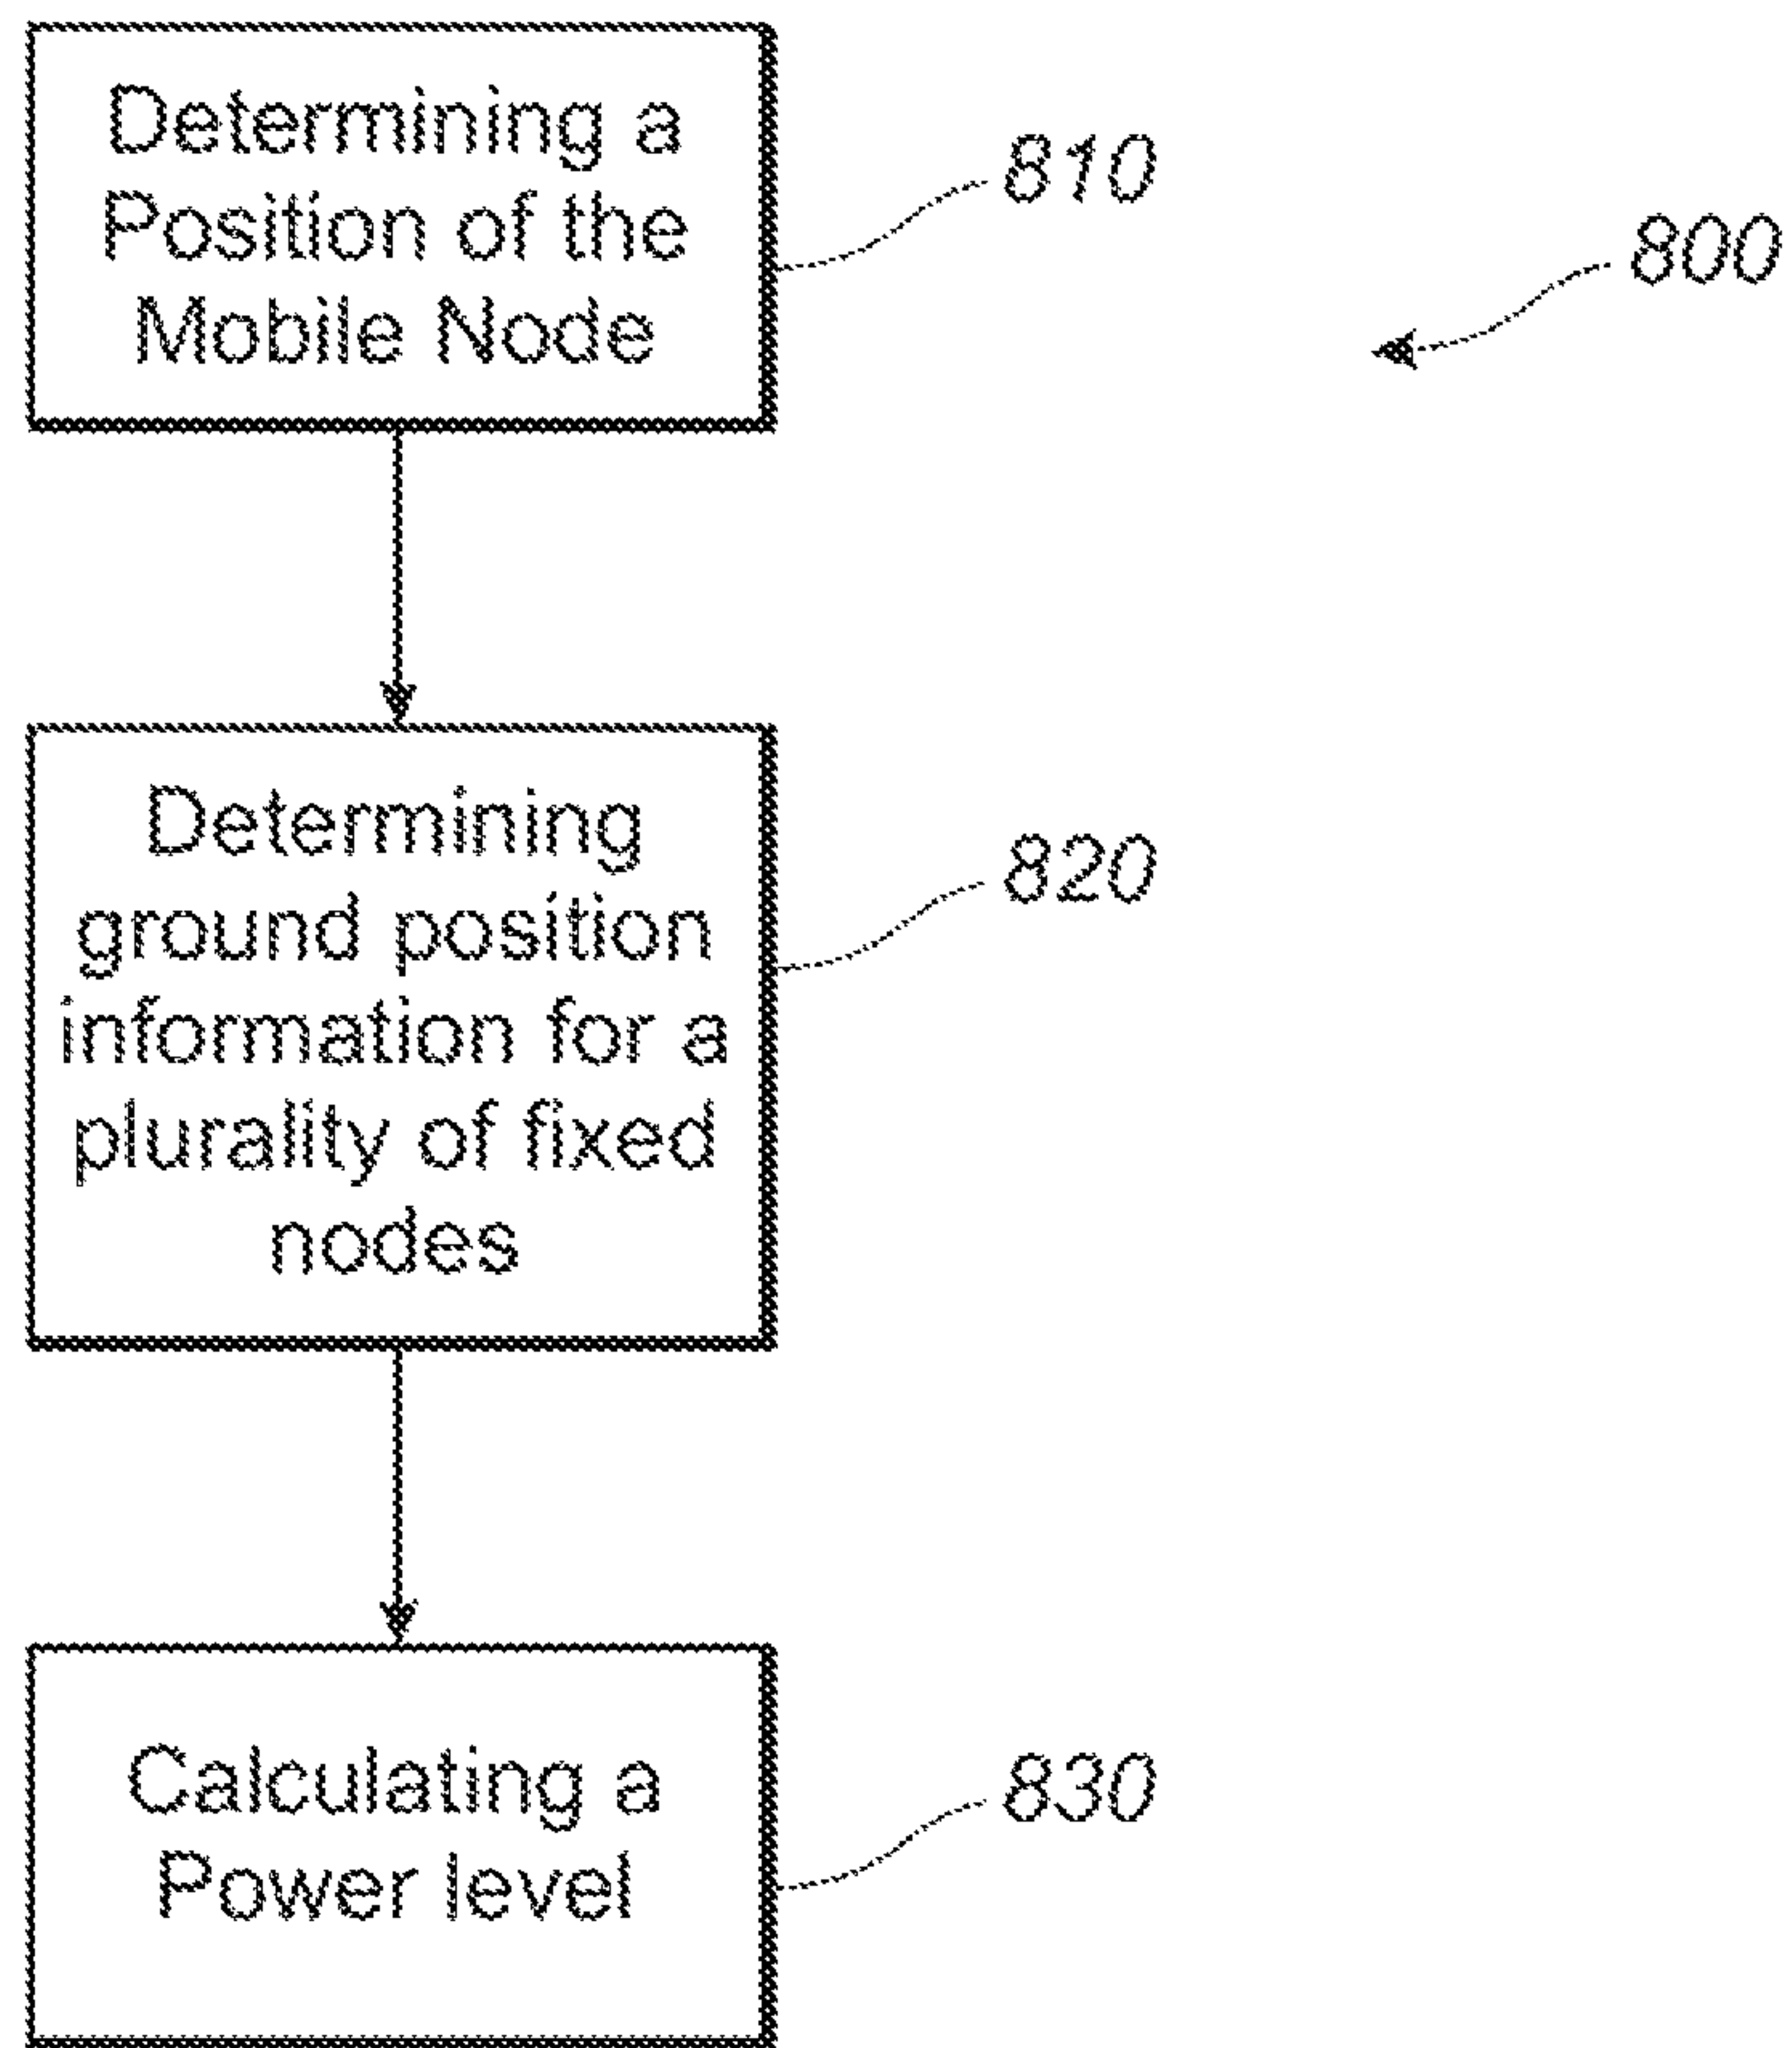 Determining a
Position of the
Mobile Node
810
800
Determining
ground position
information for a
plurality of fixed
nodes
820
Calculating a
Power level
830